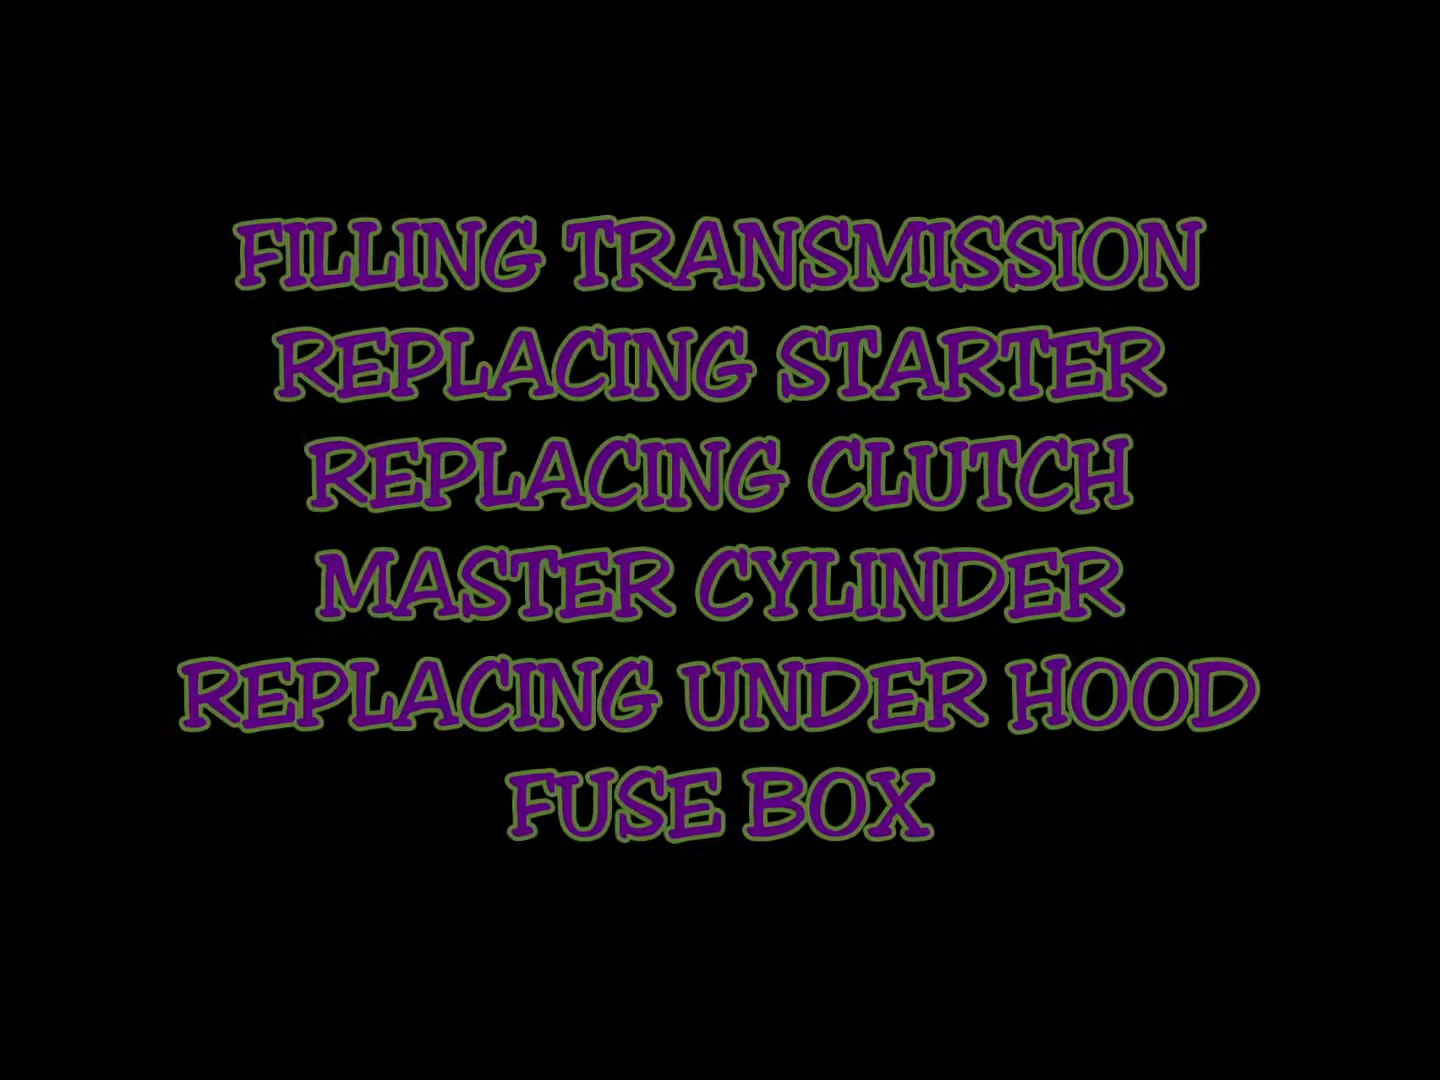 FILLING TRANSMISSION
REPLACING STARTER
REPLACING CLUTCH
MASTER CYLINDER
REPLACING UNDER HOOD
FUSE BOX